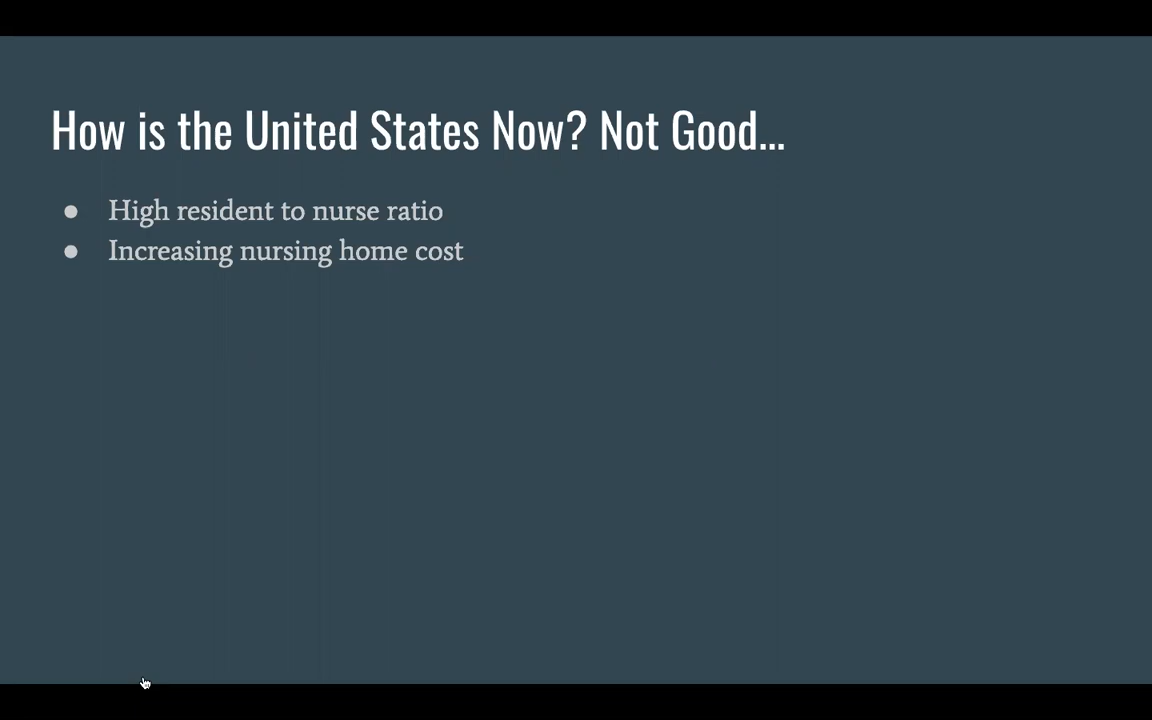 How is the United States Now? Not Good...
● High resident to nurse ratio
● Increasing nursing home cost